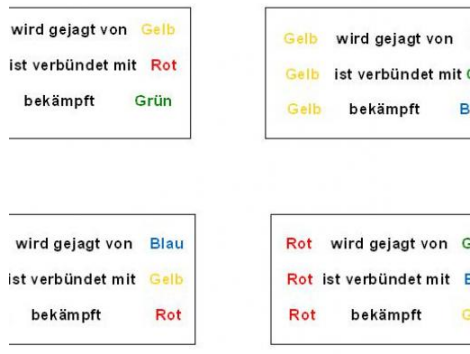 wird gejagt von Gelb
ist verbündet mit Rot
bekämpft Grün
Gelb wird gejagt von
Gelb ist verbündet mit
Gelb bekämpft
wird gejagt von Blau
ist verbündet mit Gelb
bekämpft Rot
Rot wird gejagt von
Rot ist verbündet mit
Rot bekämpft